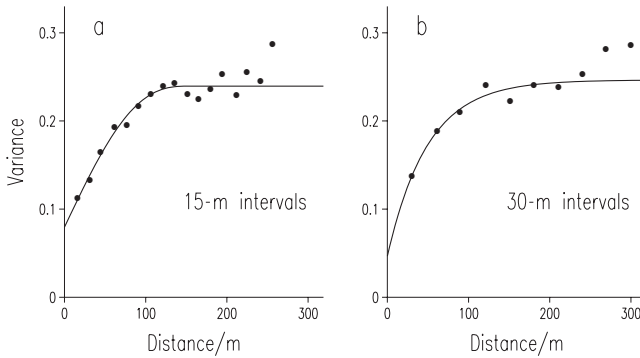 a
0.3
0.2
0.1
0
Variance
15-m intervals
0 100 200 300
Distance/m
b
0.3
0.2
0.1
0
30-m intervals
0 100 200 300
Distance/m